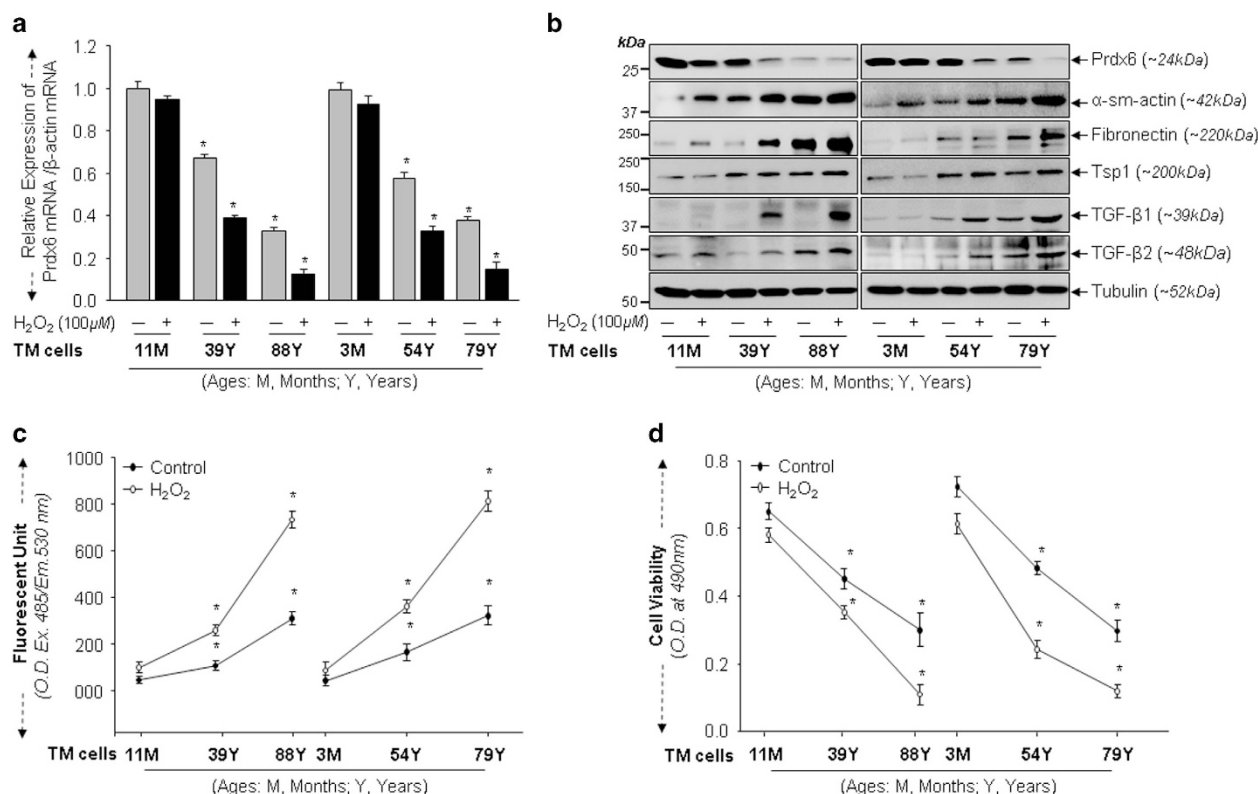 a
Relative Expression of
Prdx6 mRNA /β-actin mRNA
1.2
1.0
0.8
0.6
0.4
0.2
0.0
* * * * * * * *
H₂O₂ (100µM) — + — + — + — + — + — +
TM cells 11M 39Y 88Y 3M 54Y 79Y
(Ages: M, Months; Y, Years)
b
kDa
25
37
250
250
150
37
50
50
Prdx6 (~24kDa)
α-sm-actin (~42kDa)
Fibronectin (~220kDa)
Tsp1 (~200kDa)
TGF-β1 (~39kDa)
TGF-β2 (~48kDa)
Tubulin (~52kDa)
H₂O₂ (100µM) — + — + — + — + — + — +
TM cells 11M 39Y 88Y 3M 54Y 79Y
(Ages: M, Months; Y, Years)
c
Fluorescent Unit
(O.D. Ex. 485/Em.530 nm)
1000
800
600
400
200
000
Control
H₂O₂
* * * * * * * *
TM cells 11M 39Y 88Y 3M 54Y 79Y
(Ages: M, Months; Y, Years)
d
Cell Viability
(O.D. at 490nm)
0.8
0.6
0.4
0.2
0.0
Control
H₂O₂
* * * * * * * *
TM cells 11M 39Y 88Y 3M 54Y 79Y
(Ages: M, Months; Y, Years)